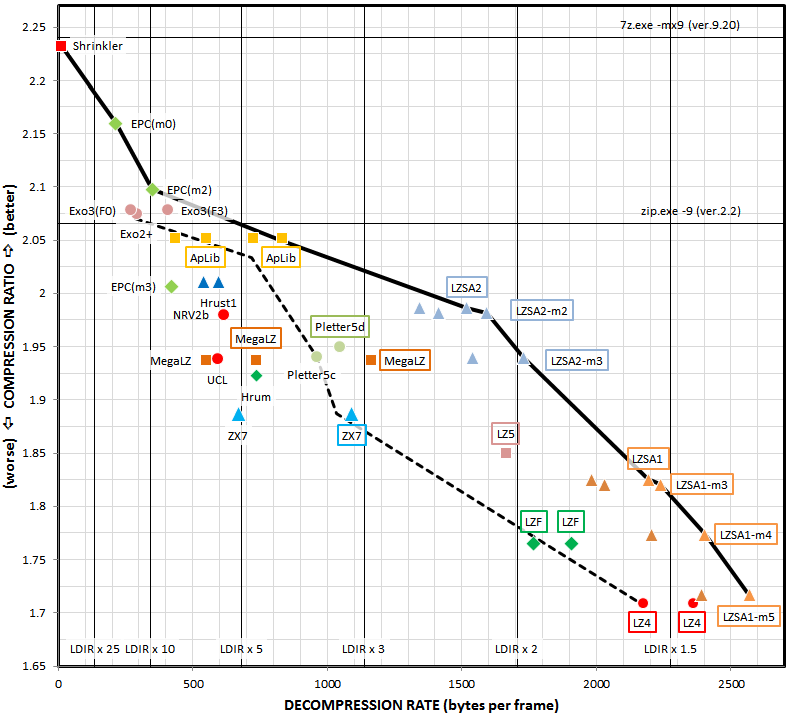 2.25
7z.exe -mx9 (ver.9.20)
Shrinkler
2.2
2.15
EPC(m0)
2.1
EPC(m2)
zip.exe -9 (ver.2.2)
Exo3(F0)
Exo3(F3)
Exo2+
2.05
ApLib
ApLib
EPC(m3)
LZSA2
2
Hrust1
LZSA2-m2
NRV2b
Pletter5d
MegaLZ
1.95
MegaLZ
MegaLZ
LZSA2-m3
UCL
Pletter5c
Hrum
1.9
ZX7
ZX7
LZ5
1.85
LZSA1
LZSA1-m3
1.8
LZF
LZF
LZSA1-m4
1.75
1.7
LZ4
LZ4
LZSA1-m5
1.65
LDIR x 25
LDIR x 10
LDIR x 5
LDIR x 3
LDIR x 2
LDIR x 1.5
0
500
1000
1500
2000
2500
DECOMPRESSION RATE (bytes per frame)
(worse) ⇦ COMPRESSION RATIO ⇨ (better)